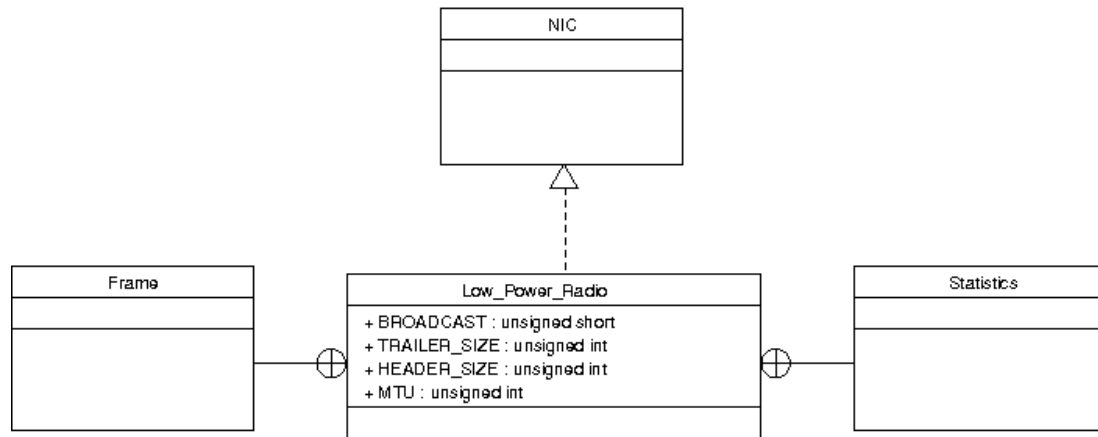 NIC
Frame
Low_Power_Radio
Statistics
+ BROADCAST : unsigned short
+ TRAILER_SIZE : unsigned int
+ HEADER_SIZE : unsigned int
+ MTU : unsigned int